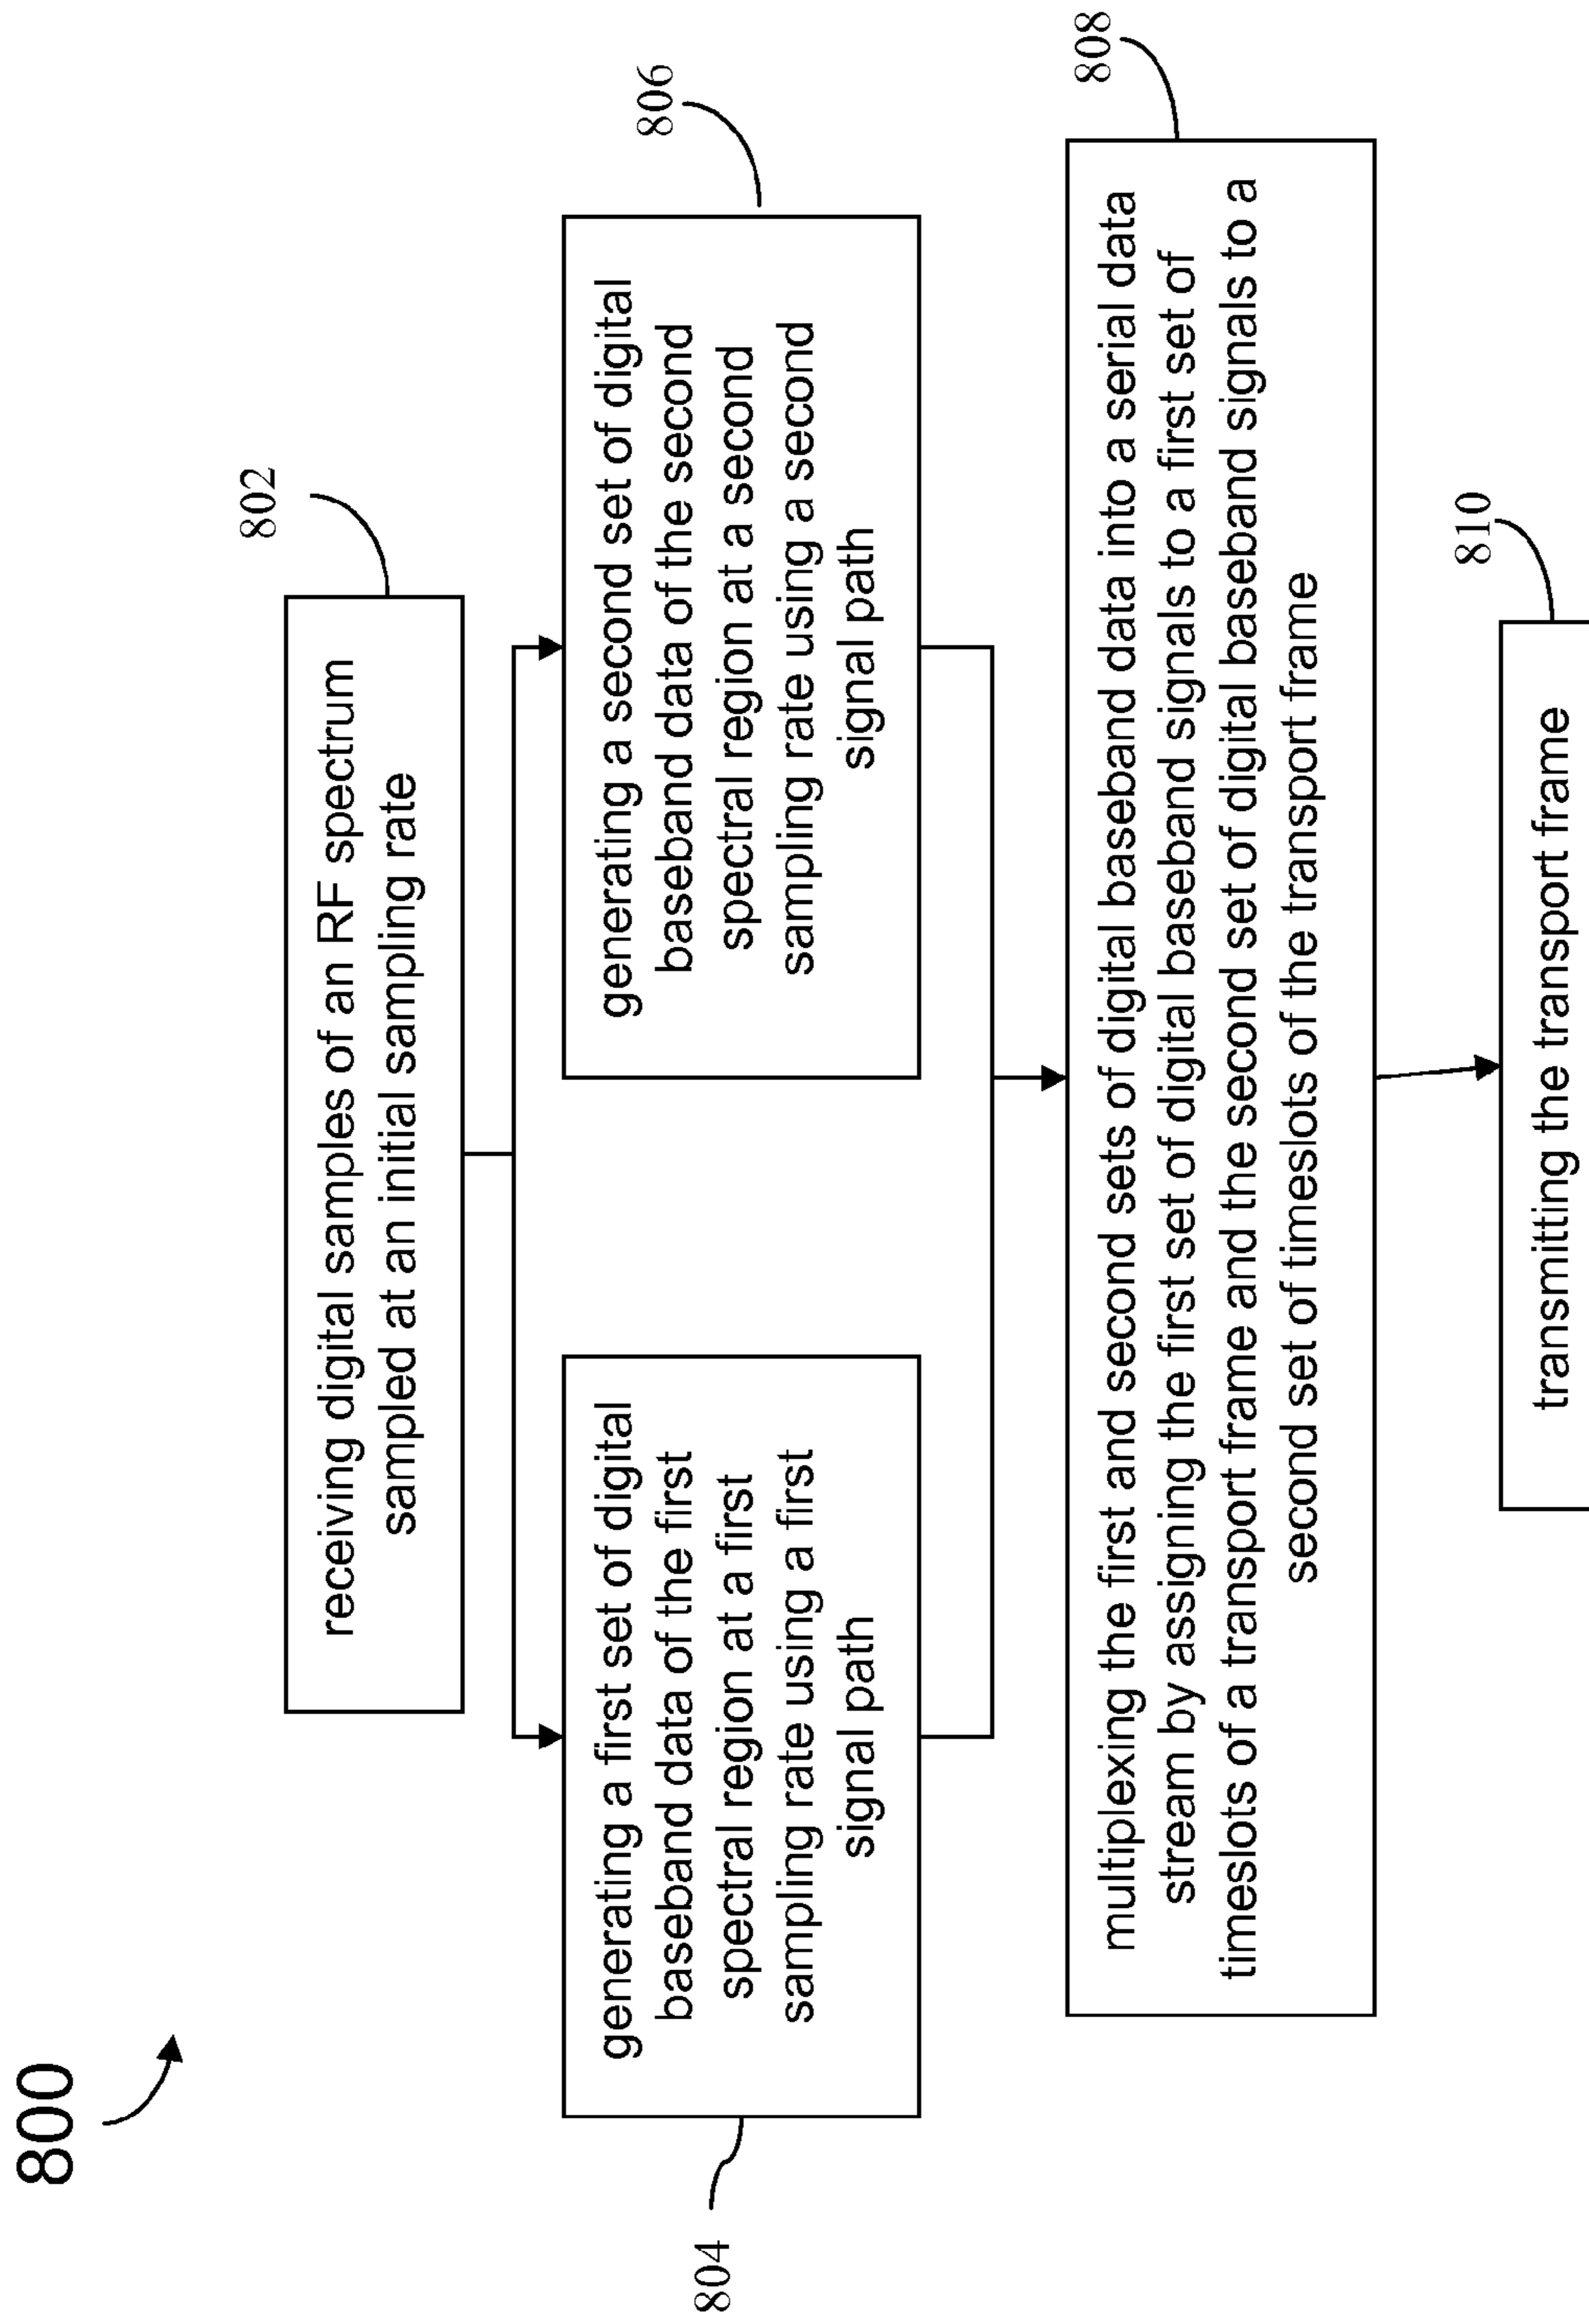 800
802
receiving digital samples of an RF spectrum
sampled at an initial sampling rate
804
generating a first set of digital
baseband data of the first
spectral region at a first
sampling rate using a first
signal path
806
generating a second set of digital
baseband data of the second
spectral region at a second
sampling rate using a second
signal path
808
multiplexing the first and second sets of digital baseband data into a serial data
stream by assigning the first set of digital baseband signals to a first set of
timeslots of a transport frame and the second set of digital baseband signals to a
second set of timeslots of the transport frame
810
transmitting the transport frame